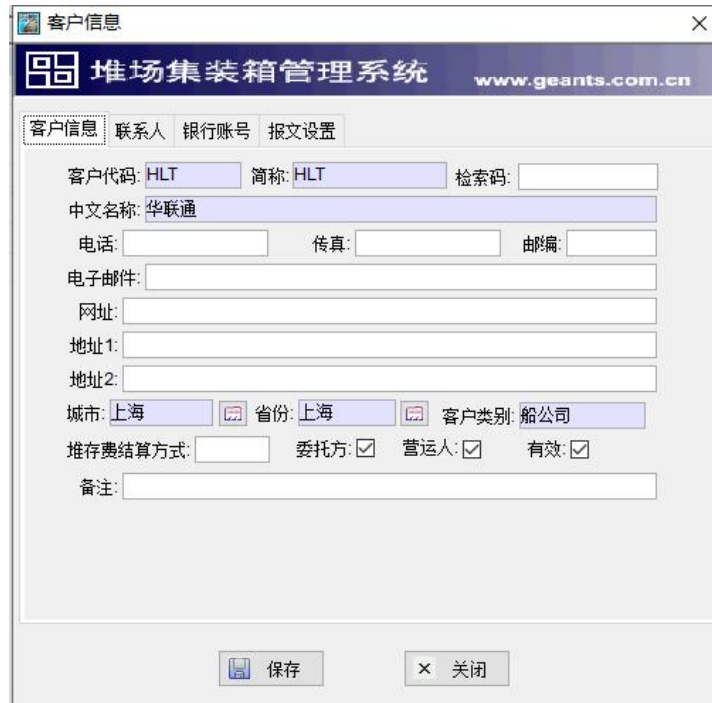 客户信息
堆场集装箱管理系统 www.geants.com.cn
客户信息 联系人 银行账号 报文设置
客户代码: HLT 简称: HLT 检索码:
中文名称: 华联通
电话: 传真: 邮编:
电子邮件:
网址:
地址1:
地址2:
城市: 上海 省份: 上海 客户类别: 船公司
堆存费结算方式: 委托方: 营运人: 有效:
备注:
保存 关闭